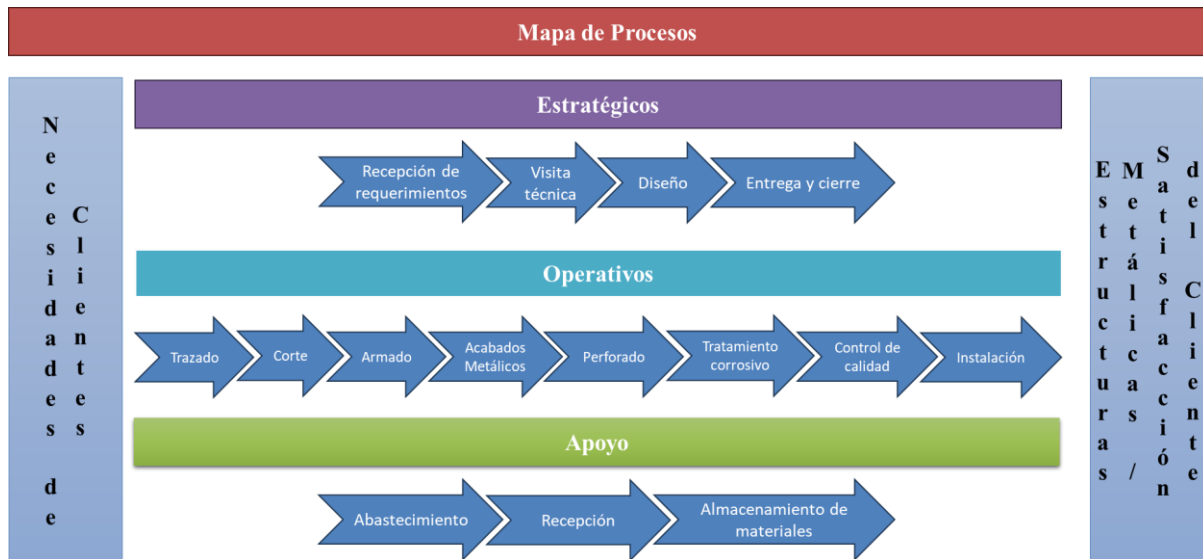 Mapa de Procesos
Necesidades de
Clientes
Estratégicos
Recepción de
requerimientos
Visita
técnica
Diseño
Entrega y cierre
Operativos
Trazado
Corte
Armado
Acabados
Metálicos
Perforado
Tratamiento
corrosivo
Control de
calidad
Instalación
Apoyo
Abastecimiento
Recepción
Almacenamiento de
materiales
Estructuras
Metálicas /
Satisfacción
del Cliente